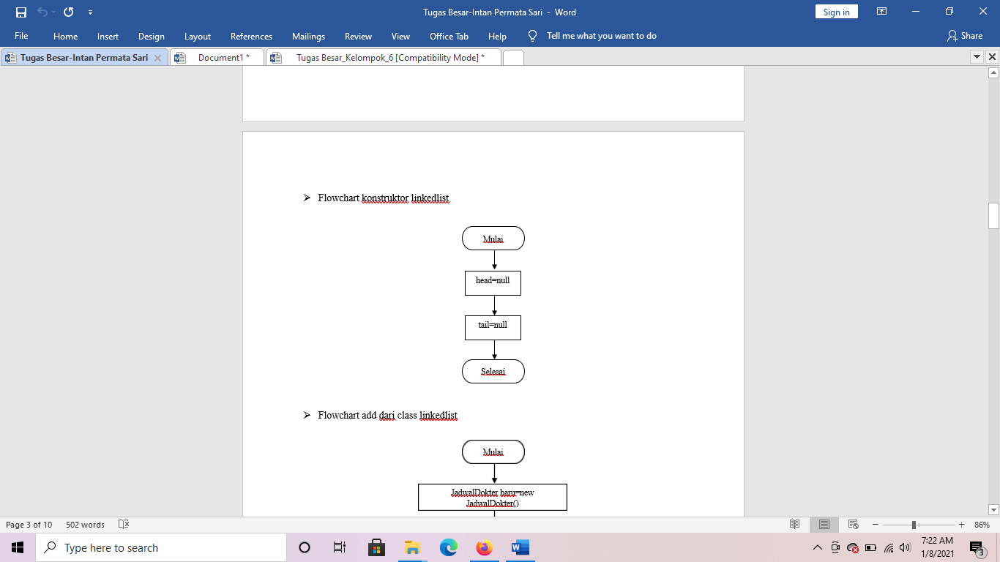 Tugas Besar-Intan Permata Sari - Word
Sign in
File Home Insert Design Layout References Mailings Review View Office Tab Help Tell me what you want to do
Share
Tugas Besar-Intan Permata Sari
Document1 *
Tugas Besar_Kelompok_6 [Compatibility Mode] *
➢ Flowchart konstruktor linkedlist
Mulai
head=null
tail=null
Selesai
➢ Flowchart add dari class linkedlist
Mulai
JadwalDokter baru=new
JadwalDokter()
Page 3 of 10 502 words
86%
Type here to search
7:22 AM
1/8/2021
3